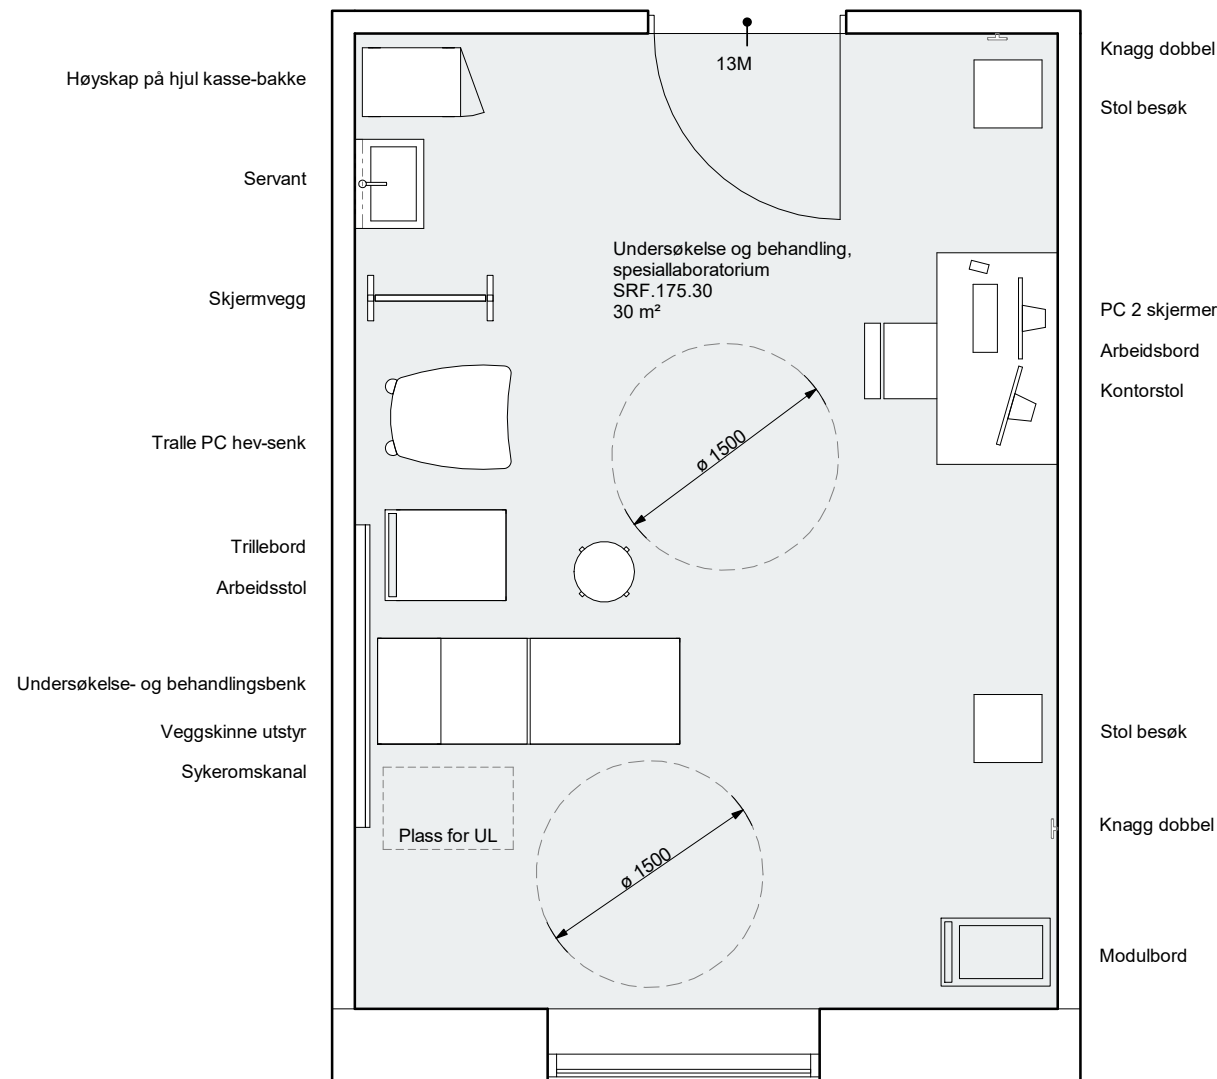 Knagg dobbel
13M
Høyskap på hjul kasse-bakke
Stol besøk
Servant
Undersøkelse og behandling,
spesiallaboratorium
SRF.175.30
30 m²
Skjermvegg
PC 2 skjermer
Arbeidsbord
Kontorstol
Tralle PC hev-senk
ø 1500
Trillebord
Arbeidsstol
Undersøkelse- og behandlingsbenk
Veggskinne utstyr
Stol besøk
Sykeromskanal
Knagg dobbel
Plass for UL
ø 1500
Modulbord